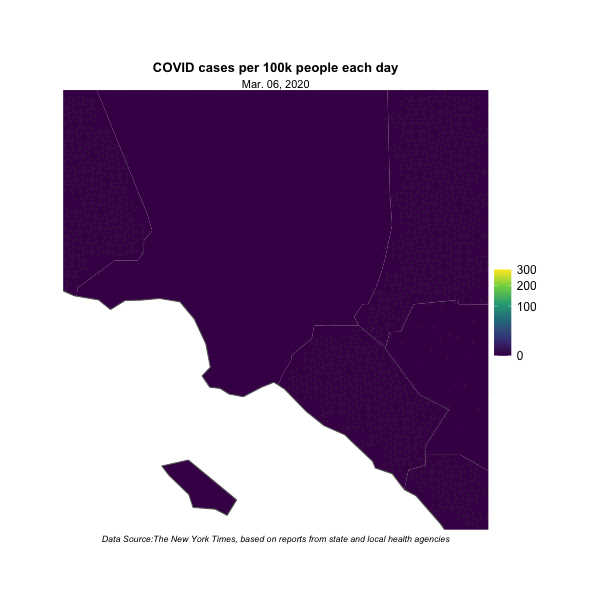 COVID cases per 100k people each day
Mar. 06, 2020
300
200
100
0
Data Source:The New York Times, based on reports from state and local health agencies